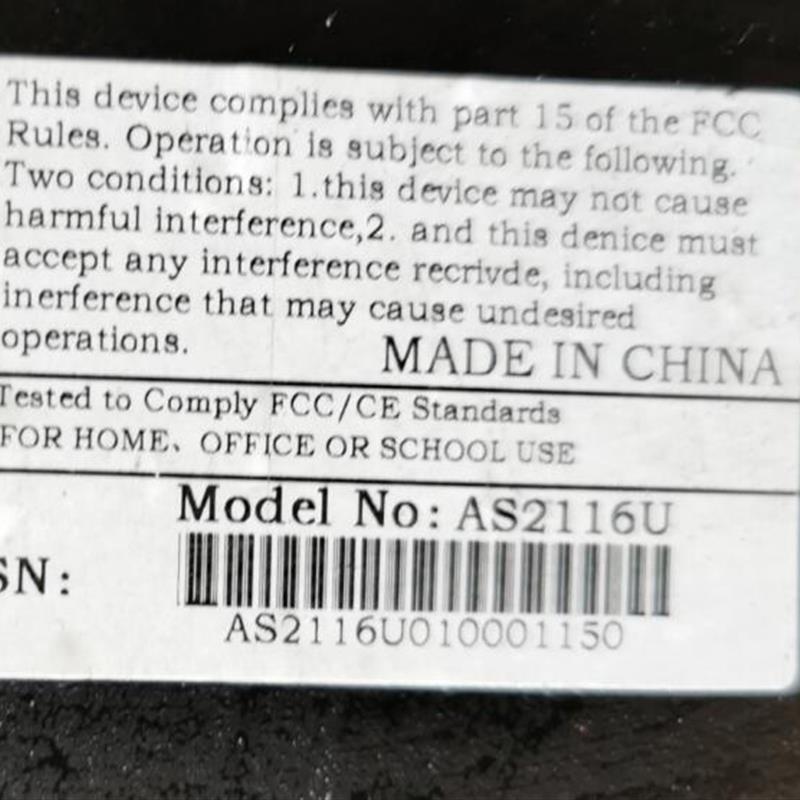 This device complies with part 15 of the FCC
Rules. Operation is subject to the following.
Two conditions: 1.this device may not cause
harmful interference,2. and this denice must
accept any interference recrivde, including
inerference that may cause undesired
operations.
MADE IN CHINA
Tested to Comply FCC/CE Standards
FOR HOME、OFFICE OR SCHOOL USE
Model No: AS2116U
SN:
AS2116U010001150